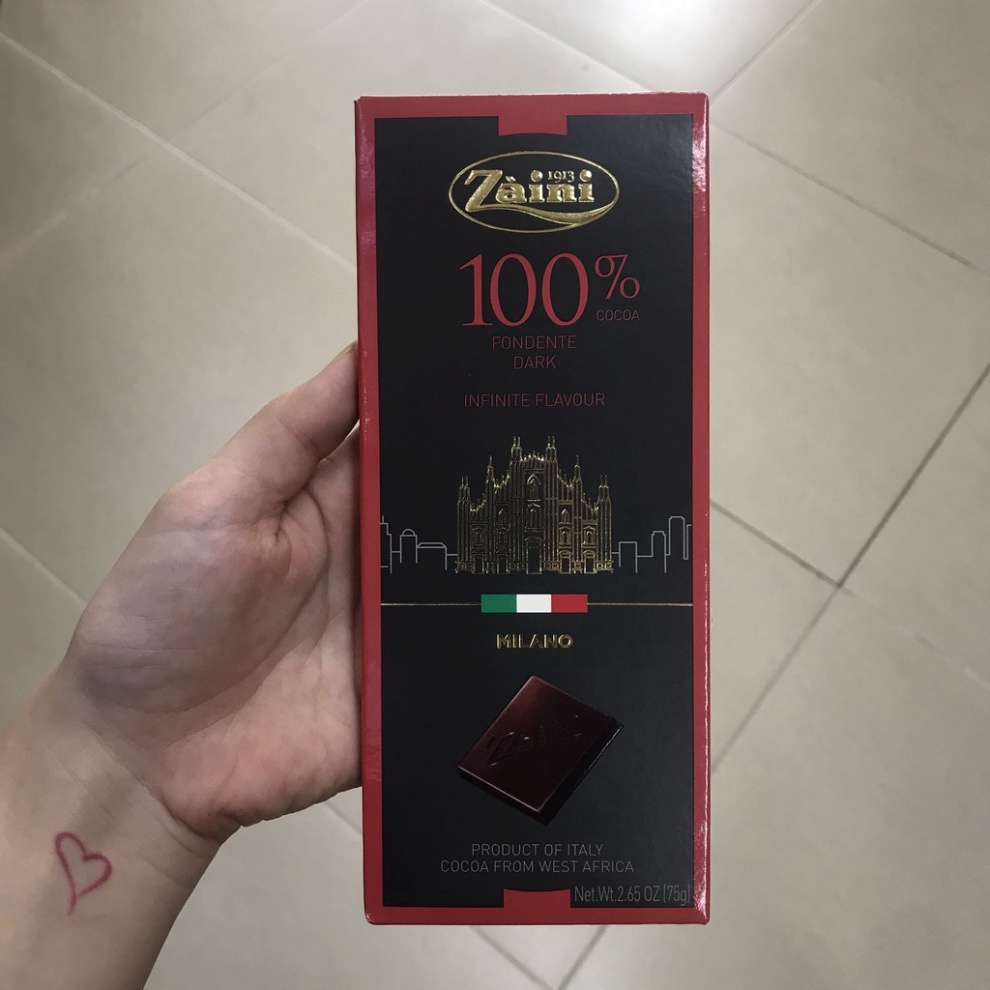 1913
Zàini
100%
COCOA
FONDENTE
DARK
INFINITE FLAVOUR
MILANO
Zàini
PRODUCT OF ITALY
COCOA FROM WEST AFRICA
Net.Wt.2.65 OZ (75g)